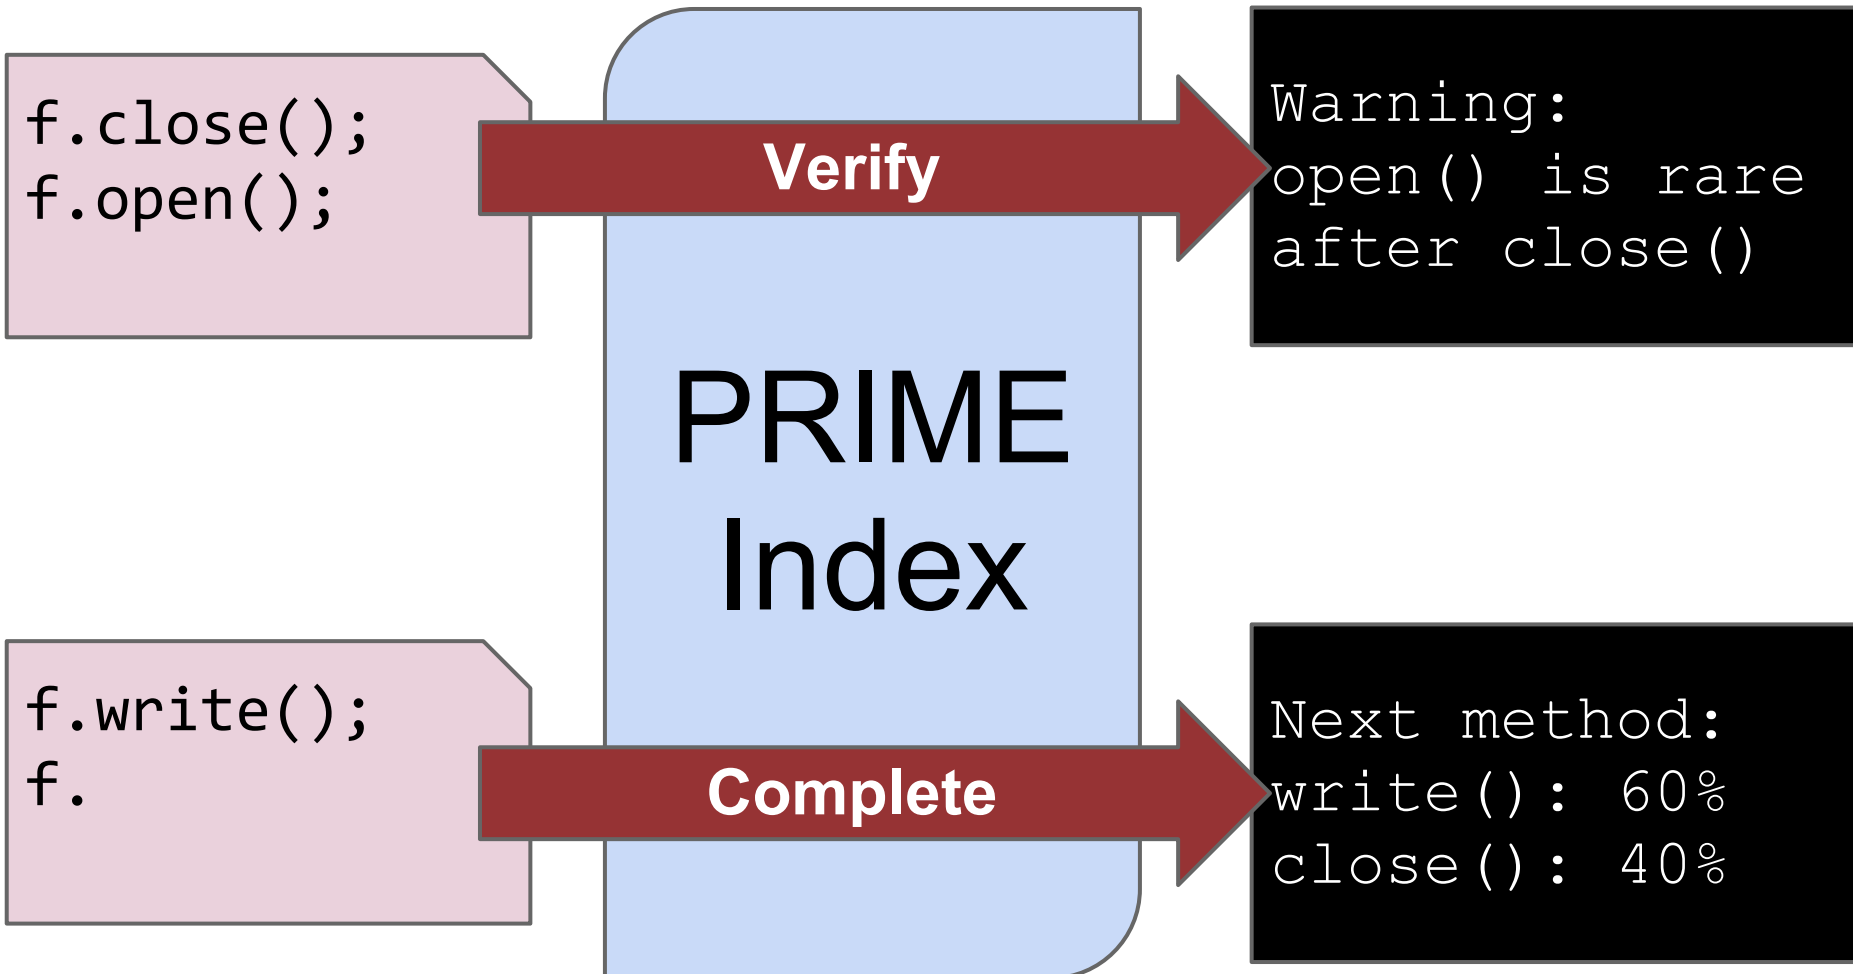 f.close();
f.open();
Verify
Warning:
open() is rare
after close()
PRIME
Index
f.write();
f.
Complete
Next method:
write(): 60%
close(): 40%